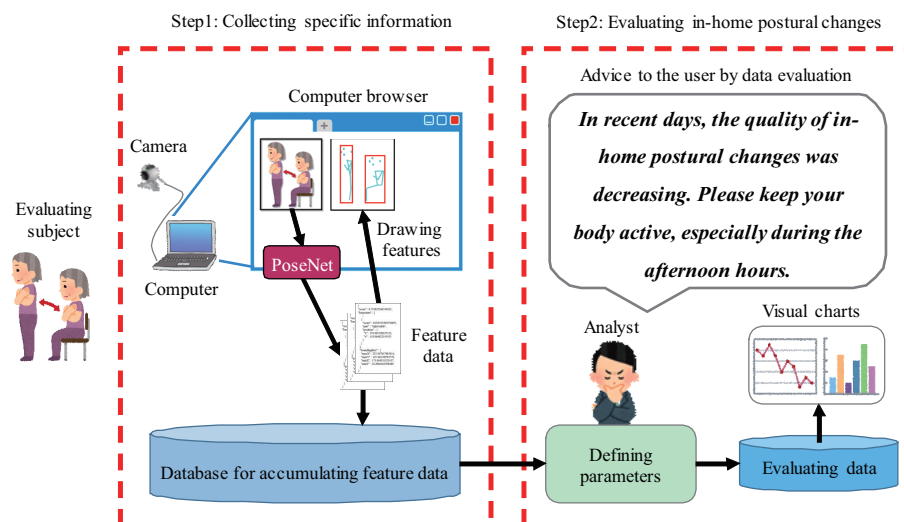 Step1: Collecting specific information
Step2: Evaluating in-home postural changes
Computer browser
Camera
Evaluating
subject
Computer
PoseNet
Drawing
features
Feature
data
Database for accumulating feature data
Advice to the user by data evaluation
In recent days, the quality of in-
home postural changes was
decreasing. Please keep your
body active, especially during the
afternoon hours.
Analyst
Visual charts
Defining
parameters
Evaluating data